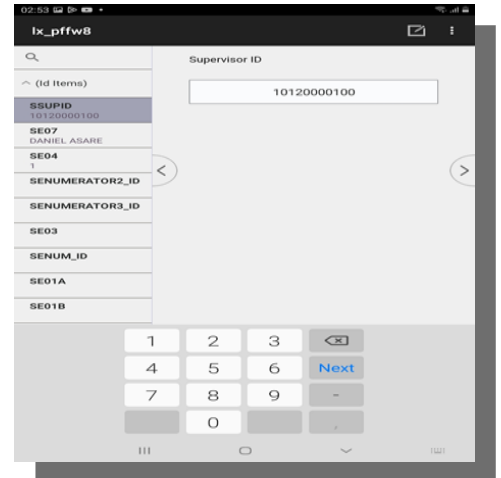 02:53
lx_pffw8
Supervisor ID
(Id Items)
10120000100
SSUPID
10120000100
SE07
DANIEL ASARE
SE04
1
SENUMERATOR2_ID
SENUMERATOR3_ID
SE03
SENUM_ID
SE01A
SE01B
1 2 3
4 5 6 Next
7 8 9 -
0 ,